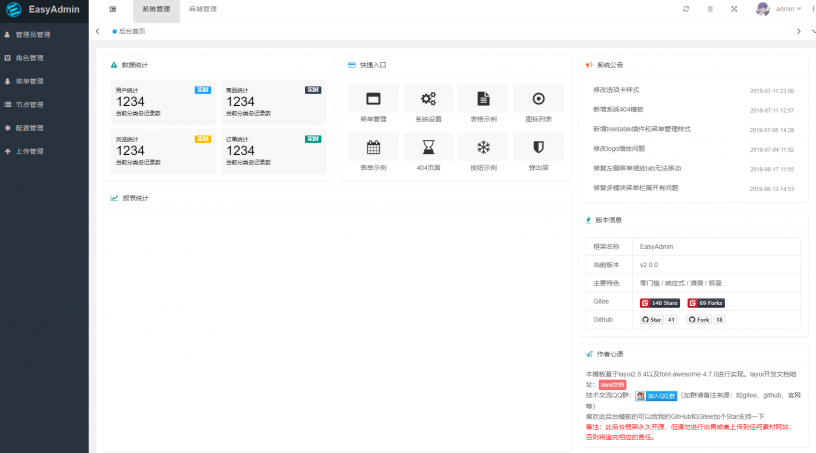 EasyAdmin
系统管理
商城管理
admin
后台首页
管理员管理
角色管理
菜单管理
节点管理
配置管理
上传管理
数据统计
用户统计
实时
1234
当前分类总记录数
商品统计
实时
1234
当前分类总记录数
浏览统计
实时
1234
当前分类总记录数
订单统计
实时
1234
当前分类总记录数
快捷入口
菜单管理
系统设置
表格示例
图标列表
表单示例
404页面
按钮示例
弹出层
报表统计
系统公告
修改选项卡样式 2019-07-11 23:06
新增系统404模板 2019-07-11 12:57
新增treetable插件和菜单管理样式 2019-07-05 14:28
修改logo缩放问题 2019-07-04 11:02
修复左侧菜单缩放tab无法移动 2019-06-17 11:55
修复多模块菜单栏展开有问题 2019-06-13 14:53
版本信息
框架名称 EasyAdmin
当前版本 v2.0.0
主要特色 零门槛 / 响应式 / 清爽 / 极简
Gitee 140 Stars 69 Forks
Github Star 41 Fork 18
作者心语
本模板基于layui2.5.4以及font-awesome-4.7.0进行实现。layui开发文档地
址：layui文档
技术交流QQ群：加入QQ群（加群请备注来源：如gitee、github、官网
等）
喜欢此后台模板的可以给我的GitHub和Gitee加个Star支持一下
备注：此后台框架永久开源，但请勿进行出售或者上传到任何素材网站，
否则将追究相应的责任。